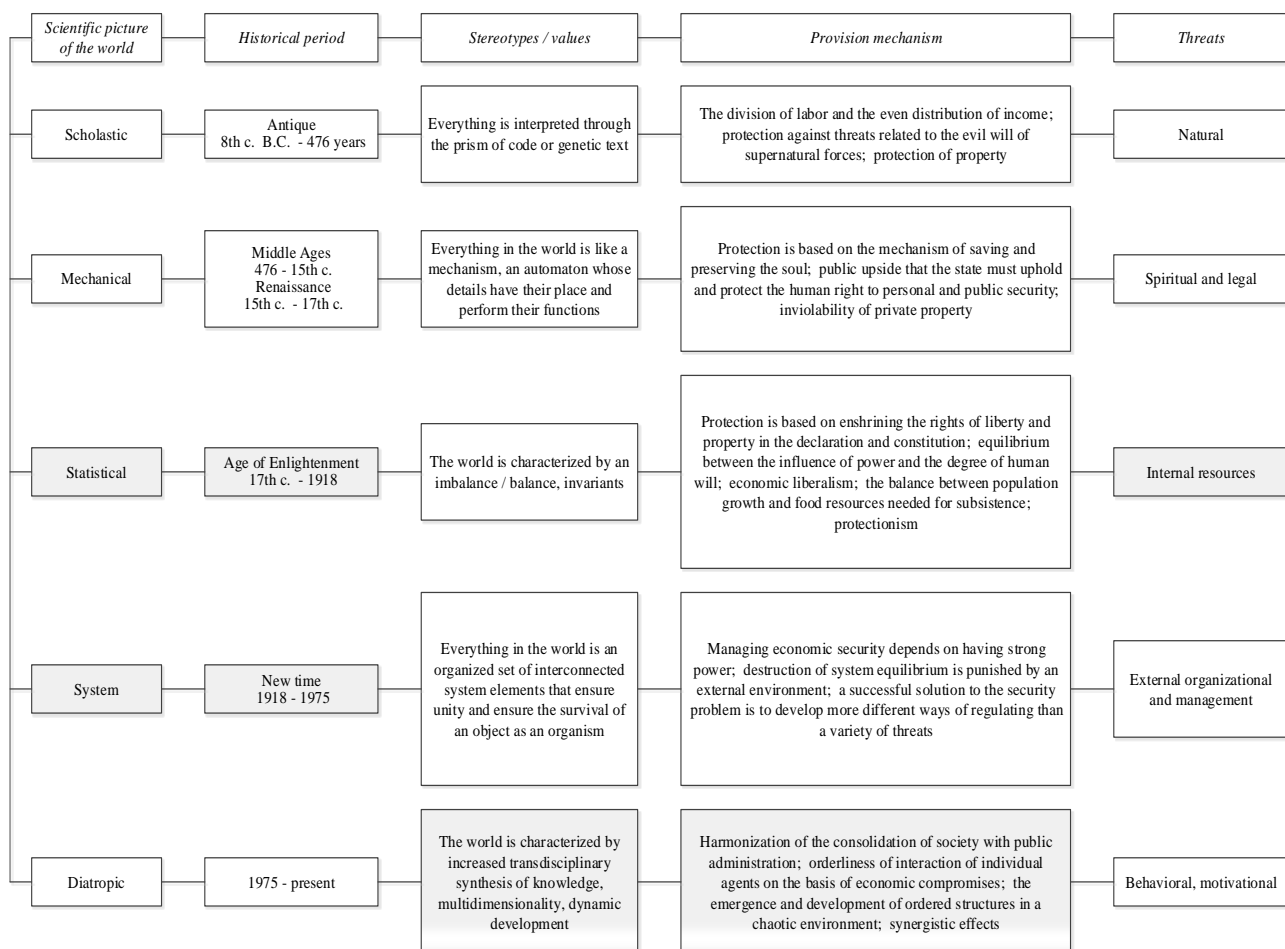 Scientific picture
of the world
Historical period
Stereotypes / values
Provision mechanism
Threats
Scholastic
Antique
8th c. B.C. - 476 years
Everything is interpreted through
the prism of code or genetic text
The division of labor and the even distribution of income;
protection against threats related to the evil will of
supernatural forces; protection of property
Natural
Mechanical
Middle Ages
476 - 15th c.
Renaissance
15th c. - 17th c.
Everything in the world is like a
mechanism, an automaton whose
details have their place and
perform their functions
Protection is based on the mechanism of saving and
preserving the soul; public upside that the state must uphold
and protect the human right to personal and public security;
inviolability of private property
Spiritual and legal
Statistical
Age of Enlightenment
17th c. - 1918
The world is characterized by an
imbalance / balance, invariants
Protection is based on enshrining the rights of liberty and
property in the declaration and constitution; equilibrium
between the influence of power and the degree of human
will; economic liberalism; the balance between population
growth and food resources needed for subsistence;
protectionism
Internal resources
System
New time
1918 - 1975
Everything in the world is an
organized set of interconnected
system elements that ensure
unity and ensure the survival of
an object as an organism
Managing economic security depends on having strong
power; destruction of system equilibrium is punished by an
external environment; a successful solution to the security
problem is to develop more different ways of regulating than
a variety of threats
External organizational
and management
Diatropic
1975 - present
The world is characterized by
increased transdisciplinary
synthesis of knowledge,
multidimensionality, dynamic
development
Harmonization of the consolidation of society with public
administration; orderliness of interaction of individual
agents on the basis of economic compromises; the
emergence and development of ordered structures in a
chaotic environment; synergistic effects
Behavioral, motivational